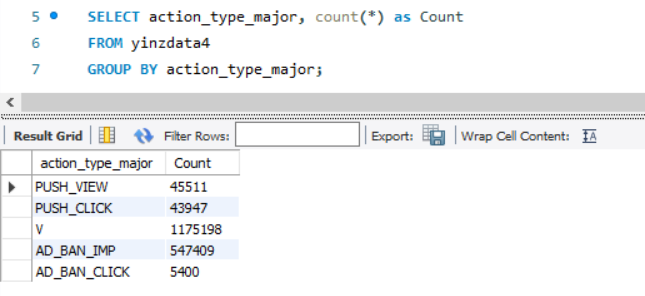 5 SELECT action_type_major, count(*) as Count
6 FROM yinzdata4
7 GROUP BY action_type_major;
Result Grid Filter Rows: Export: Wrap Cell Content: IA
action_type_major Count
PUSH_VIEW 45511
PUSH_CLICK 43947
V 1175198
AD_BAN_IMP 547409
AD_BAN_CLICK 5400